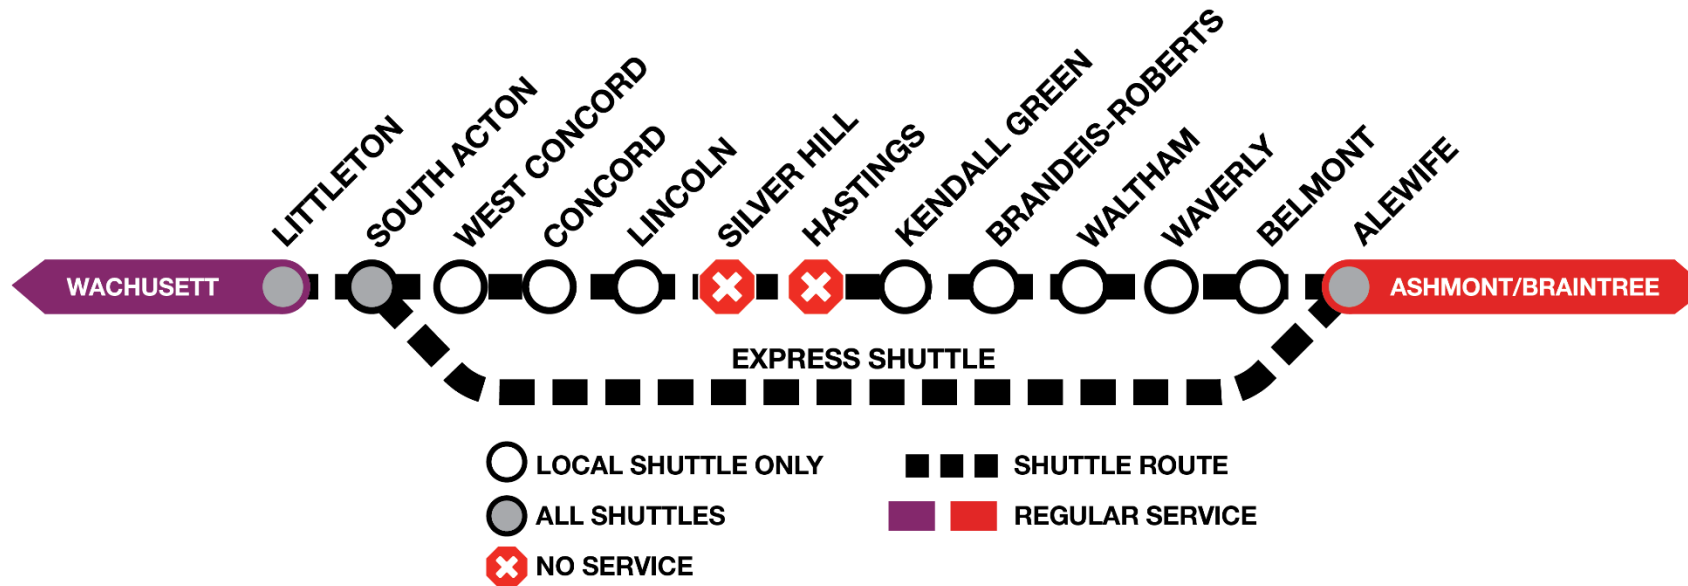 LITTLETON
SOUTH ACTON
WEST CONCORD
CONCORD
LINCOLN
SILVER HILL
HASTINGS
KENDALL GREEN
BRANDEIS-ROBERTS
WALTHAM
WAVERLY
BELMONT
ALEWIFE
WACHUSETT
ASHMONT/BRAINTREE
EXPRESS SHUTTLE
LOCAL SHUTTLE ONLY
SHUTTLE ROUTE
ALL SHUTTLES
REGULAR SERVICE
NO SERVICE